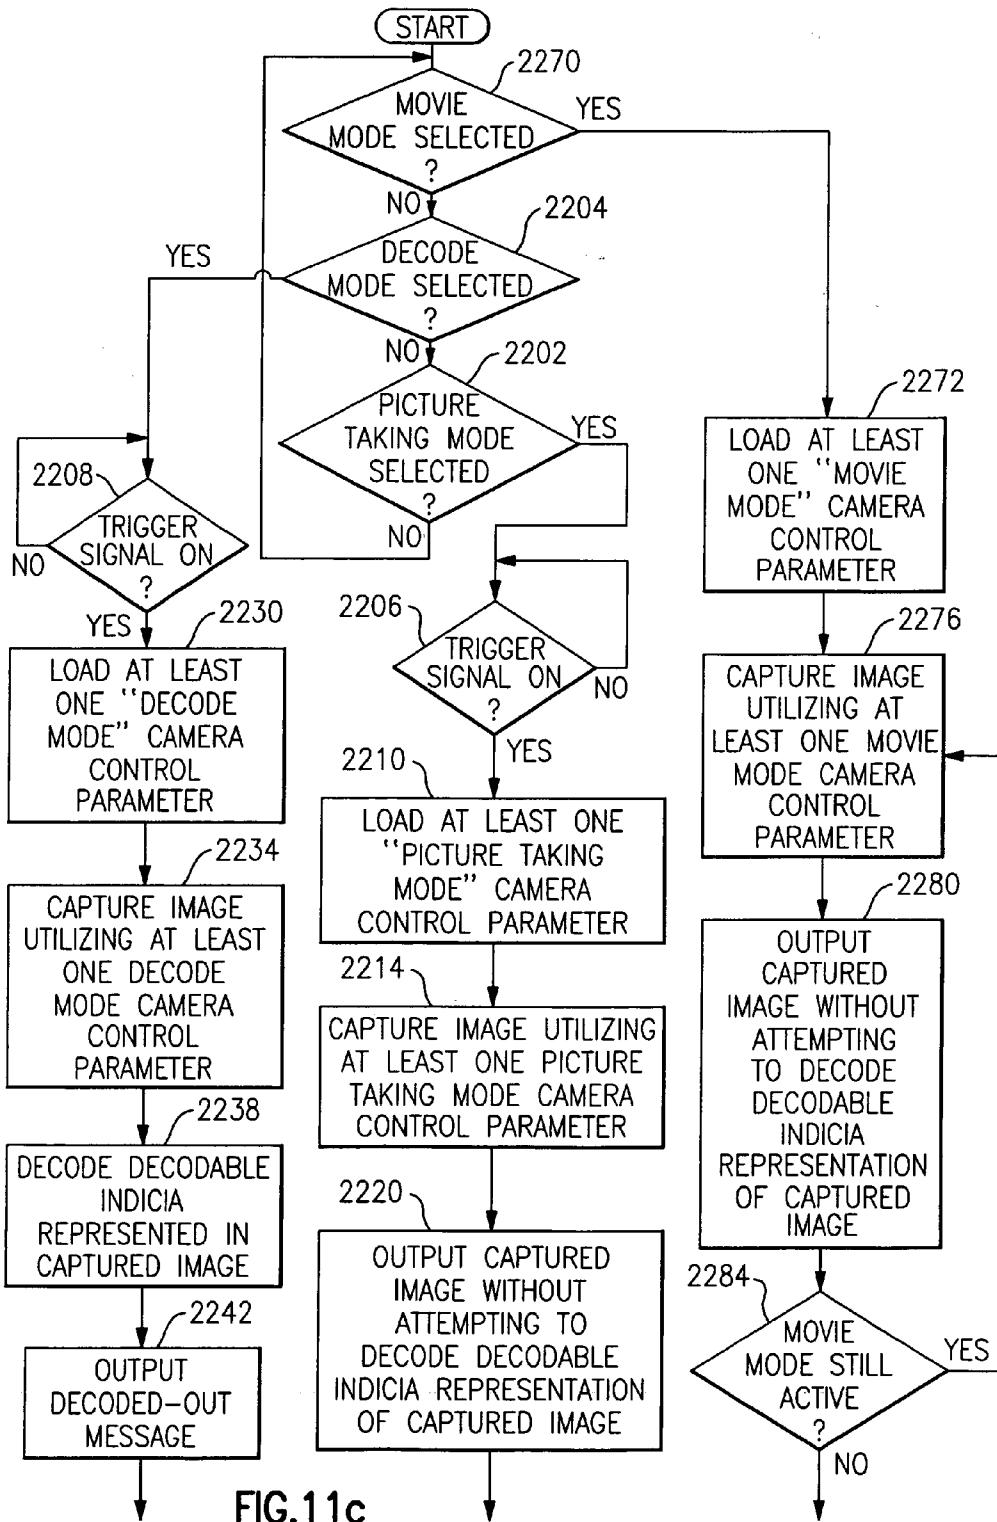 START
2270
MOVIE
MODE SELECTED
?
YES
NO
2204
DECODE
MODE SELECTED
?
YES
NO
2202
PICTURE
TAKING MODE
SELECTED
?
YES
NO
2208
TRIGGER
SIGNAL ON
?
NO
YES
2230
LOAD AT LEAST
ONE "DECODE
MODE" CAMERA
CONTROL
PARAMETER
2234
CAPTURE IMAGE
UTILIZING AT LEAST
ONE DECODE
MODE CAMERA
CONTROL
PARAMETER
2238
DECODE DECODABLE
INDICIA
REPRESENTED IN
CAPTURED IMAGE
2242
OUTPUT
DECODED-OUT
MESSAGE
2206
TRIGGER
SIGNAL ON
?
NO
YES
2210
LOAD AT LEAST ONE
"PICTURE TAKING
MODE" CAMERA
CONTROL PARAMETER
2214
CAPTURE IMAGE UTILIZING
AT LEAST ONE PICTURE
TAKING MODE CAMERA
CONTROL PARAMETER
2220
OUTPUT CAPTURED
IMAGE WITHOUT
ATTEMPTING TO
DECODE DECODABLE
INDICIA REPRESENTATION
OF CAPTURED IMAGE
2272
LOAD AT LEAST
ONE "MOVIE
MODE" CAMERA
CONTROL
PARAMETER
2276
CAPTURE IMAGE
UTILIZING AT
LEAST ONE MOVIE
MODE CAMERA
CONTROL
PARAMETER
2280
OUTPUT
CAPTURED
IMAGE WITHOUT
ATTEMPTING
TO DECODE
DECODABLE
INDICIA
REPRESENTATION
OF CAPTURED
IMAGE
2284
MOVIE
MODE STILL
ACTIVE
?
YES
NO
FIG.11c